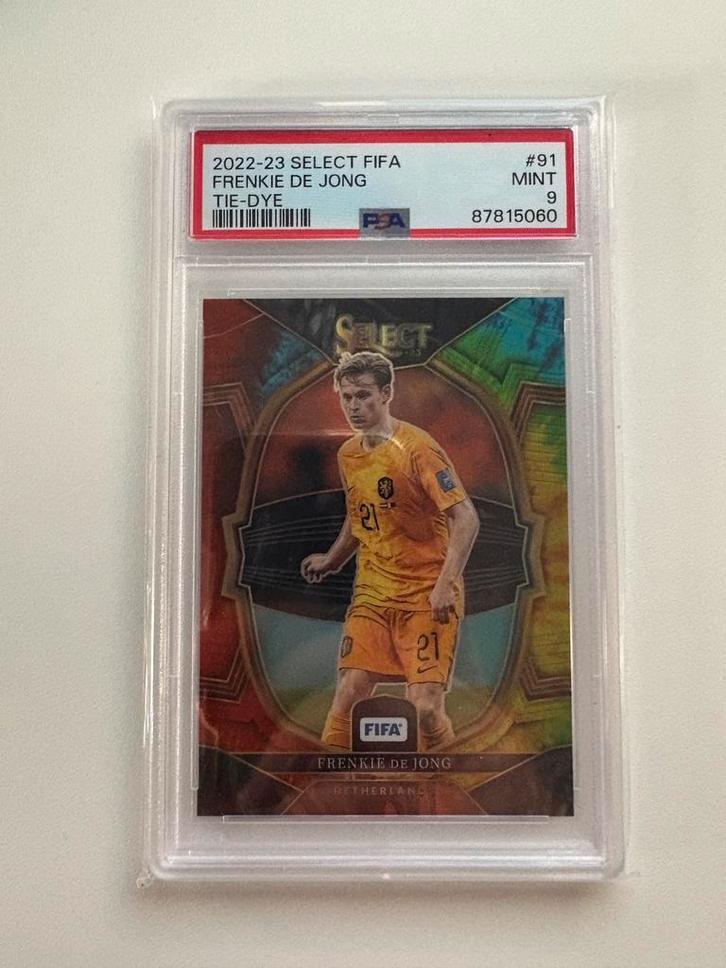 2022-23 SELECT FIFA #91
FRENKIE DE JONG MINT
TIE-DYE 9
PSA 87815060
SELECT
21
21
FIFA
FRENKIE DE JONG
NETHERLANDS